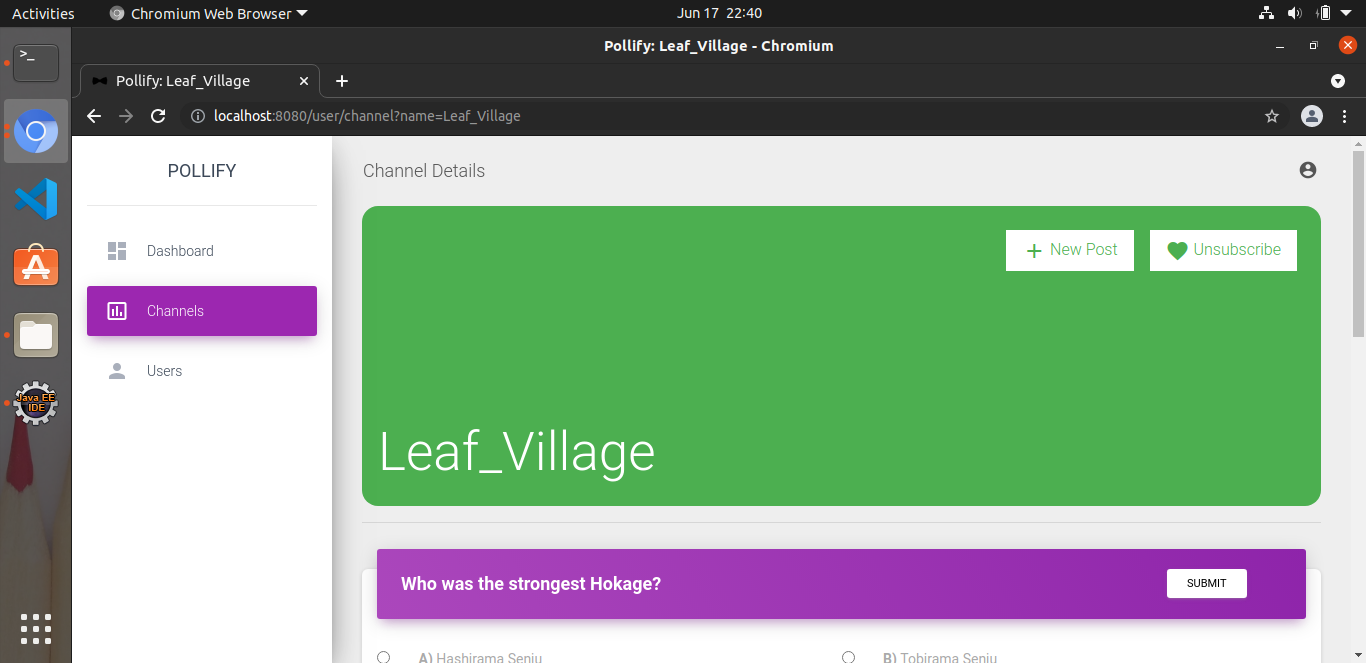 Activities
Chromium Web Browser
Jun 17 22:40
Pollify: Leaf_Village - Chromium
Pollify: Leaf_Village
localhost:8080/user/channel?name=Leaf_Village
POLLIFY
Channel Details
New Post
Unsubscribe
Dashboard
Channels
Users
Java EE
IDE
Leaf_Village
Who was the strongest Hokage?
SUBMIT
A) Hashirama Senju
B) Tobirama Senju